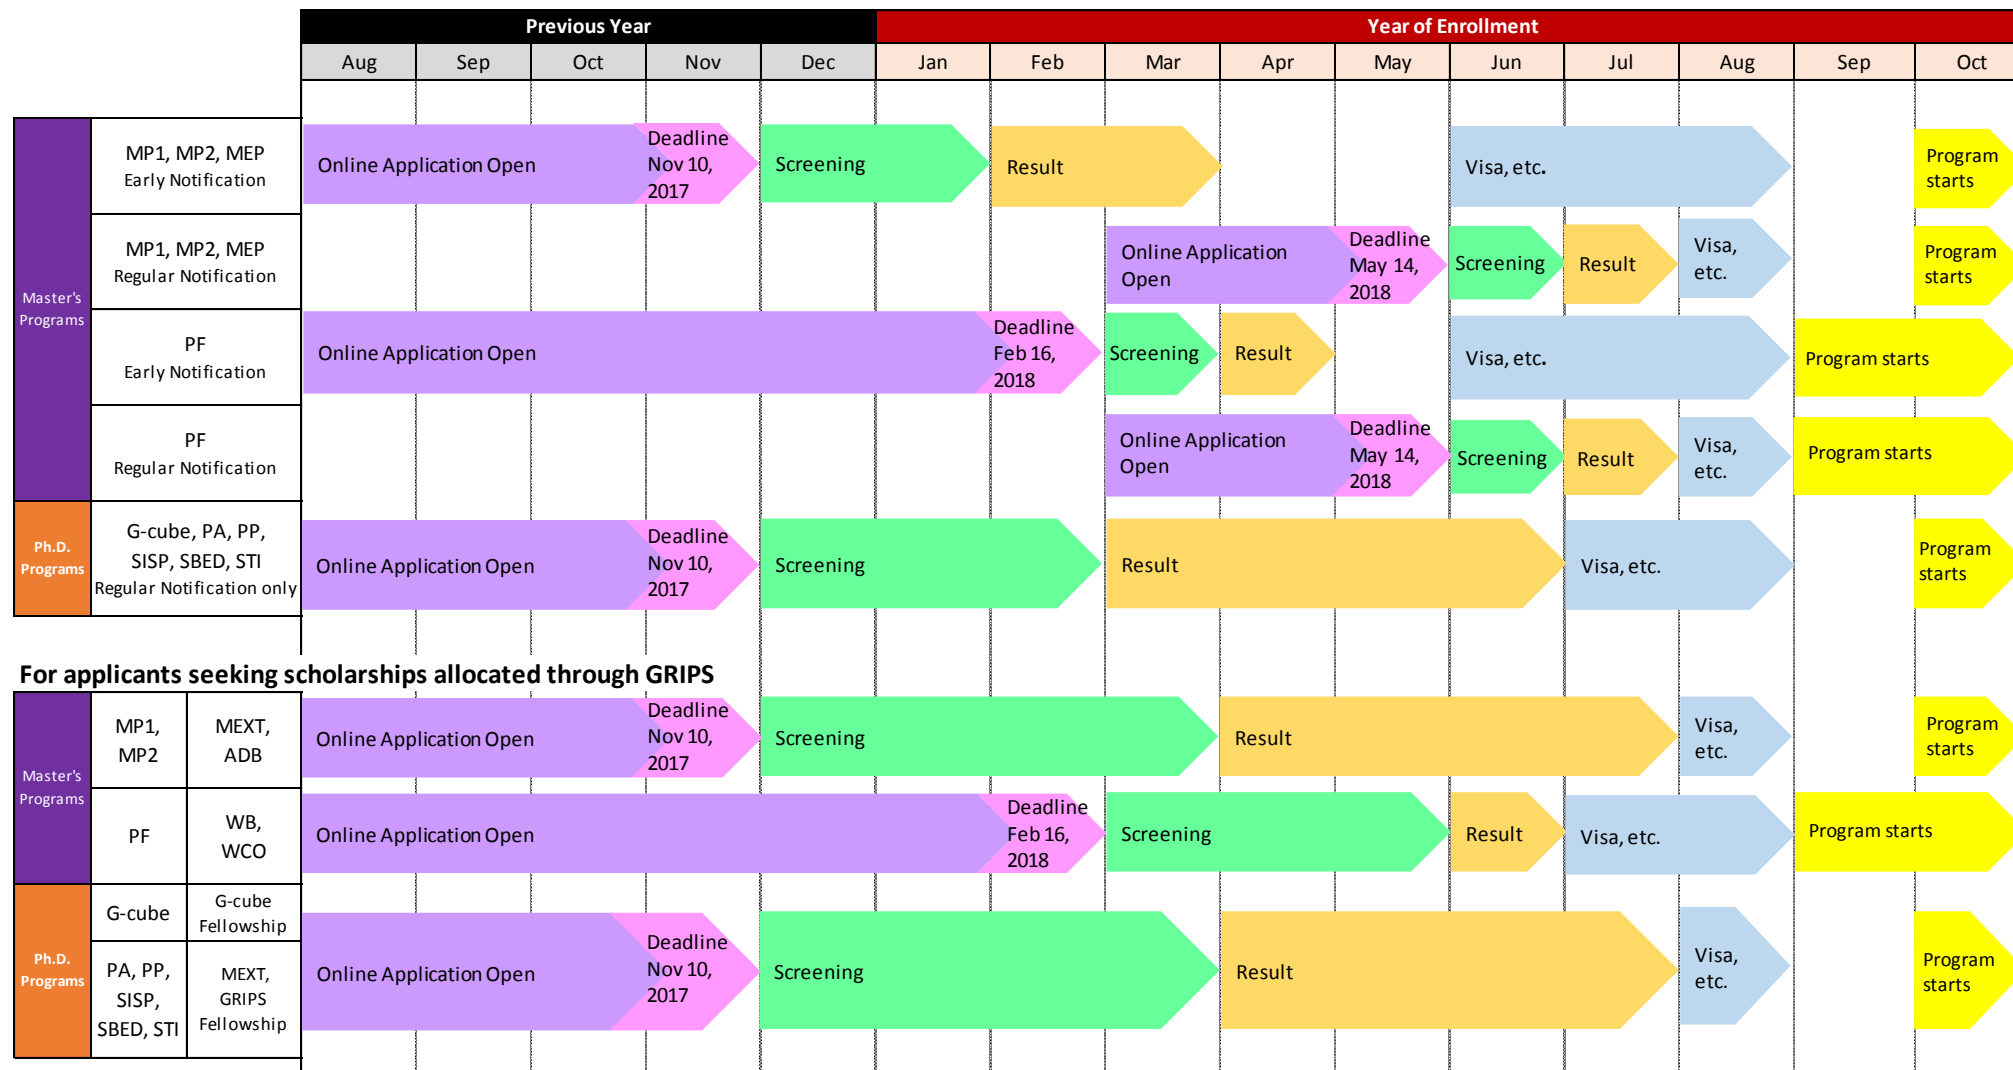 Previous Year
Year of Enrollment
Aug
Sep
Oct
Nov
Dec
Jan
Feb
Mar
Apr
May
Jun
Jul
Aug
Sep
Oct
Master's
Programs
MP1, MP2, MEP
Early Notification
Online Application Open
Deadline
Nov 10,
2017
Screening
Result
Visa, etc.
Program
starts
MP1, MP2, MEP
Regular Notification
Online Application
Open
Deadline
May 14,
2018
Screening
Result
Visa,
etc.
Program
starts
PF
Early Notification
Online Application Open
Deadline
Feb 16,
2018
Screening
Result
Visa, etc.
Program starts
PF
Regular Notification
Online Application
Open
Deadline
May 14,
2018
Screening
Result
Visa,
etc.
Program starts
Ph.D.
Programs
G-cube, PA, PP,
SISP, SBED, STI
Regular Notification only
Online Application Open
Deadline
Nov 10,
2017
Screening
Result
Visa, etc.
Program
starts
For applicants seeking scholarships allocated through GRIPS
Master's
Programs
MP1,
MP2
MEXT,
ADB
Online Application Open
Deadline
Nov 10,
2017
Screening
Result
Visa,
etc.
Program
starts
PF
WB,
WCO
Online Application Open
Deadline
Feb 16,
2018
Screening
Result
Visa, etc.
Program starts
Ph.D.
Programs
G-cube
G-cube
Fellowship
PA, PP,
SISP,
SBED, STI
MEXT,
GRIPS
Fellowship
Online Application Open
Deadline
Nov 10,
2017
Screening
Result
Visa,
etc.
Program
starts